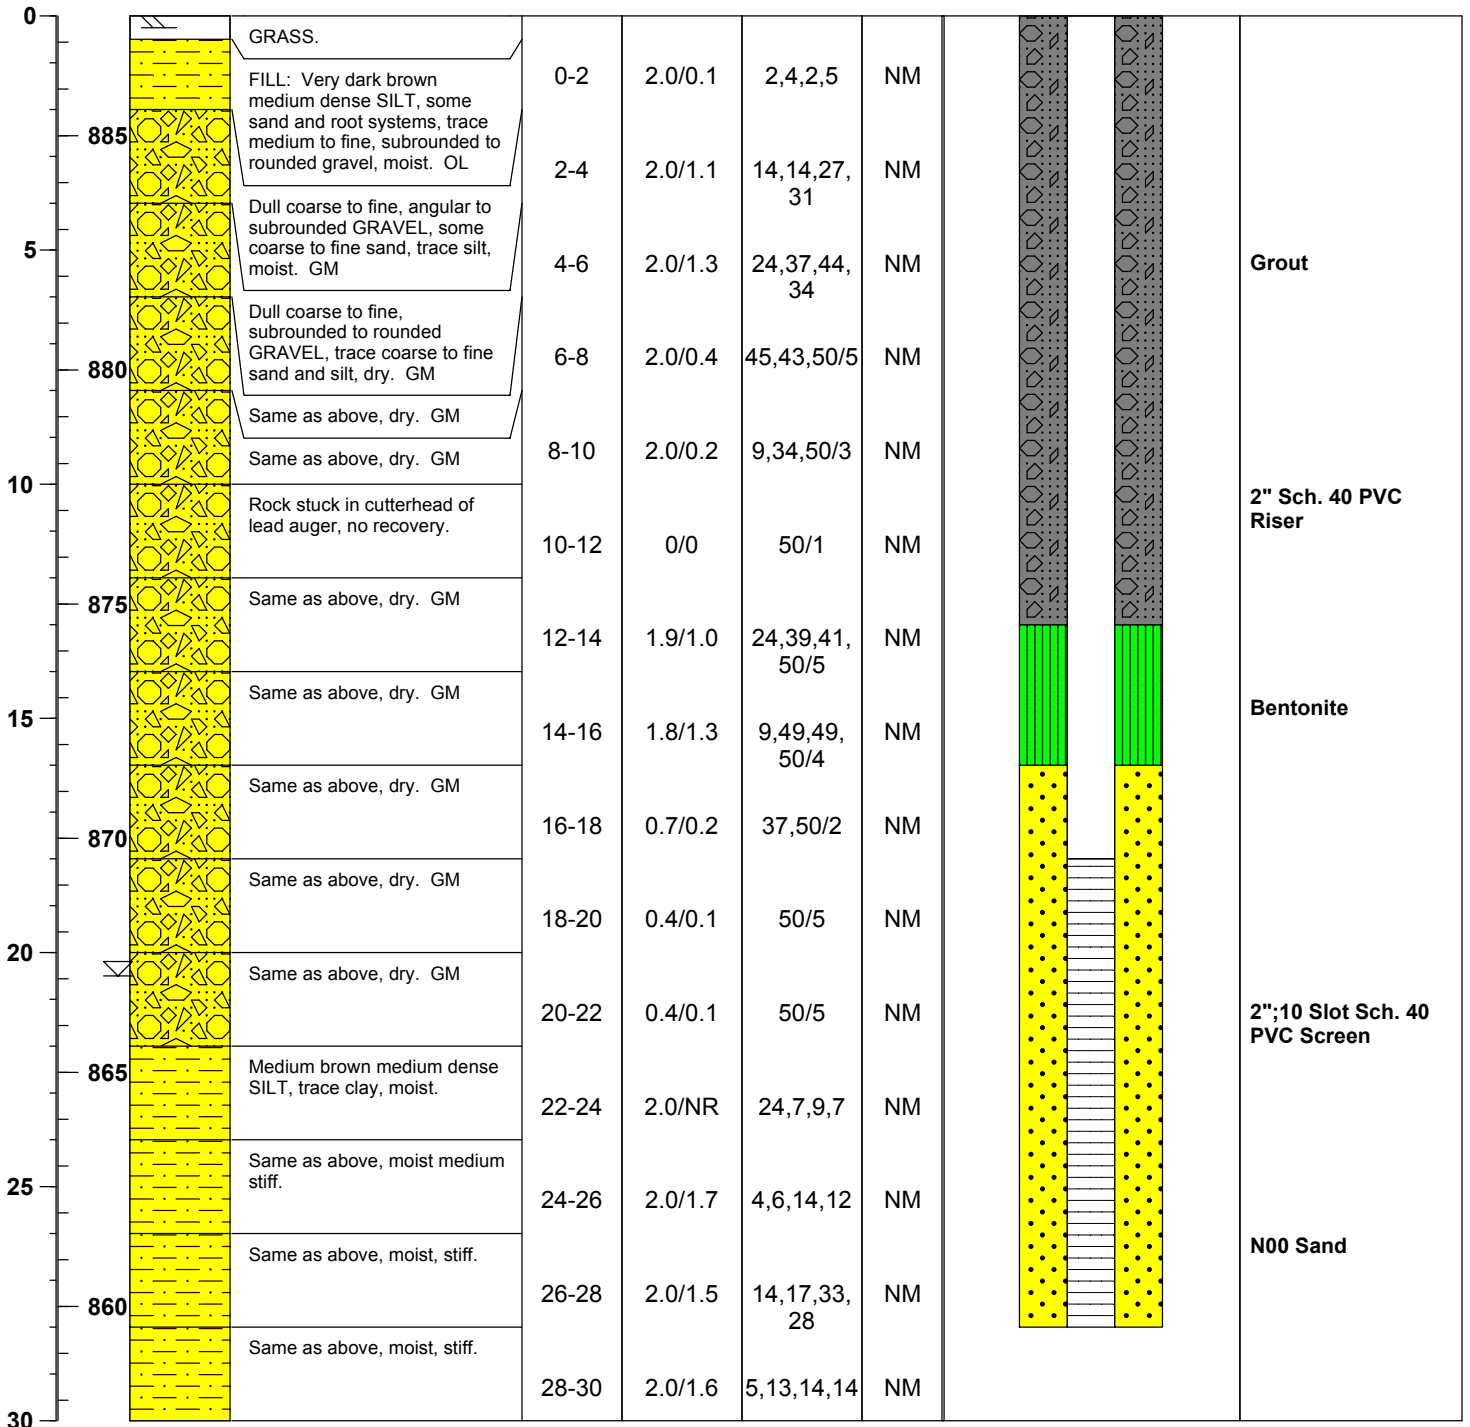 0
GRASS.
0-2 2.0/0.1 2,4,2,5 NM
FILL: Very dark brown
medium dense SILT, some
sand and root systems, trace
medium to fine, subrounded to
rounded gravel, moist. OL
885
2-4 2.0/1.1 14,14,27,
31 NM
Dull coarse to fine, angular to
subrounded GRAVEL, some
coarse to fine sand, trace silt,
moist. GM
5
4-6 2.0/1.3 24,37,44,
34 NM
Grout
Dull coarse to fine,
subrounded to rounded
GRAVEL, trace coarse to fine
sand and silt, dry. GM
880
6-8 2.0/0.4 45,43,50/5 NM
Same as above, dry. GM
8-10 2.0/0.2 9,34,50/3 NM
Same as above, dry. GM
10
Rock stuck in cutterhead of
lead auger, no recovery.
2" Sch. 40 PVC
Riser
10-12 0/0 50/1 NM
875
Same as above, dry. GM
12-14 1.9/1.0 24,39,41,
50/5 NM
Same as above, dry. GM
15
Bentonite
14-16 1.8/1.3 9,49,49,
50/4 NM
Same as above, dry. GM
870
16-18 0.7/0.2 37,50/2 NM
Same as above, dry. GM
18-20 0.4/0.1 50/5 NM
20
Same as above, dry. GM
20-22 0.4/0.1 50/5 NM
2";10 Slot Sch. 40
PVC Screen
865
Medium brown medium dense
SILT, trace clay, moist.
22-24 2.0/NR 24,7,9,7 NM
Same as above, moist medium
stiff.
25
24-26 2.0/1.7 4,6,14,12 NM
Same as above, moist, stiff.
N00 Sand
860
26-28 2.0/1.5 14,17,33,
28 NM
Same as above, moist, stiff.
28-30 2.0/1.6 5,13,14,14 NM
30